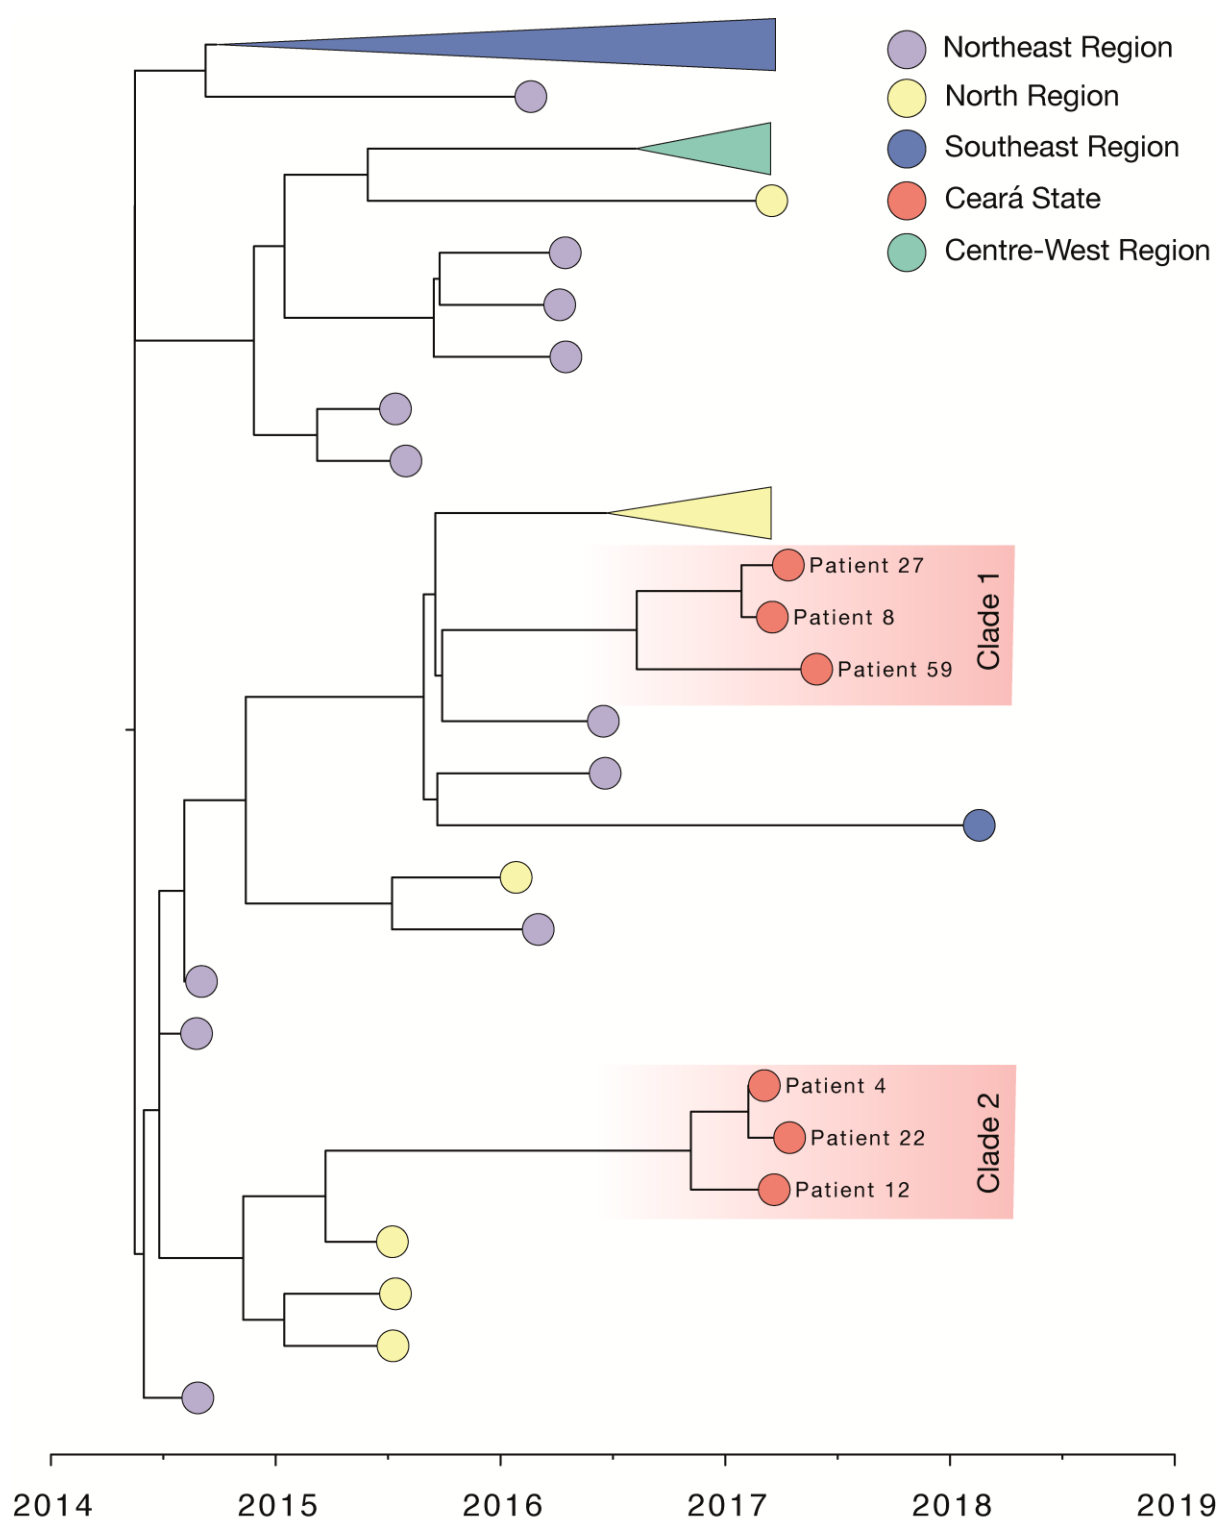 Northeast Region
North Region
Southeast Region
Ceará State
Centre-West Region
Patient 27
Patient 8
Patient 59
Clade 1
Patient 4
Patient 22
Patient 12
Clade 2
2014 2015 2016 2017 2018 2019